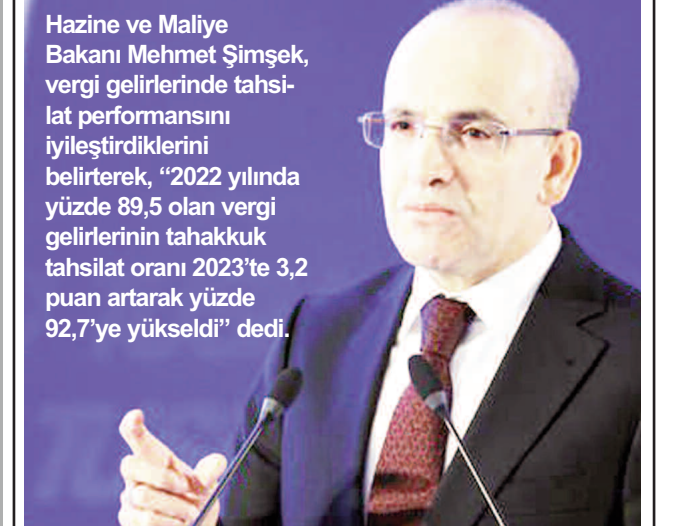 Hazine ve Maliye
Bakanı Mehmet Şimşek,
vergi gelirlerinde tahsi-
lat performansını
iyileştirdiklerini
belirterek, “2022 yılında
yüzde 89,5 olan vergi
gelirlerinin tahakkuk
tahsilat oranı 2023’te 3,2
puan artarak yüzde
92,7’ye yükseldi” dedi.